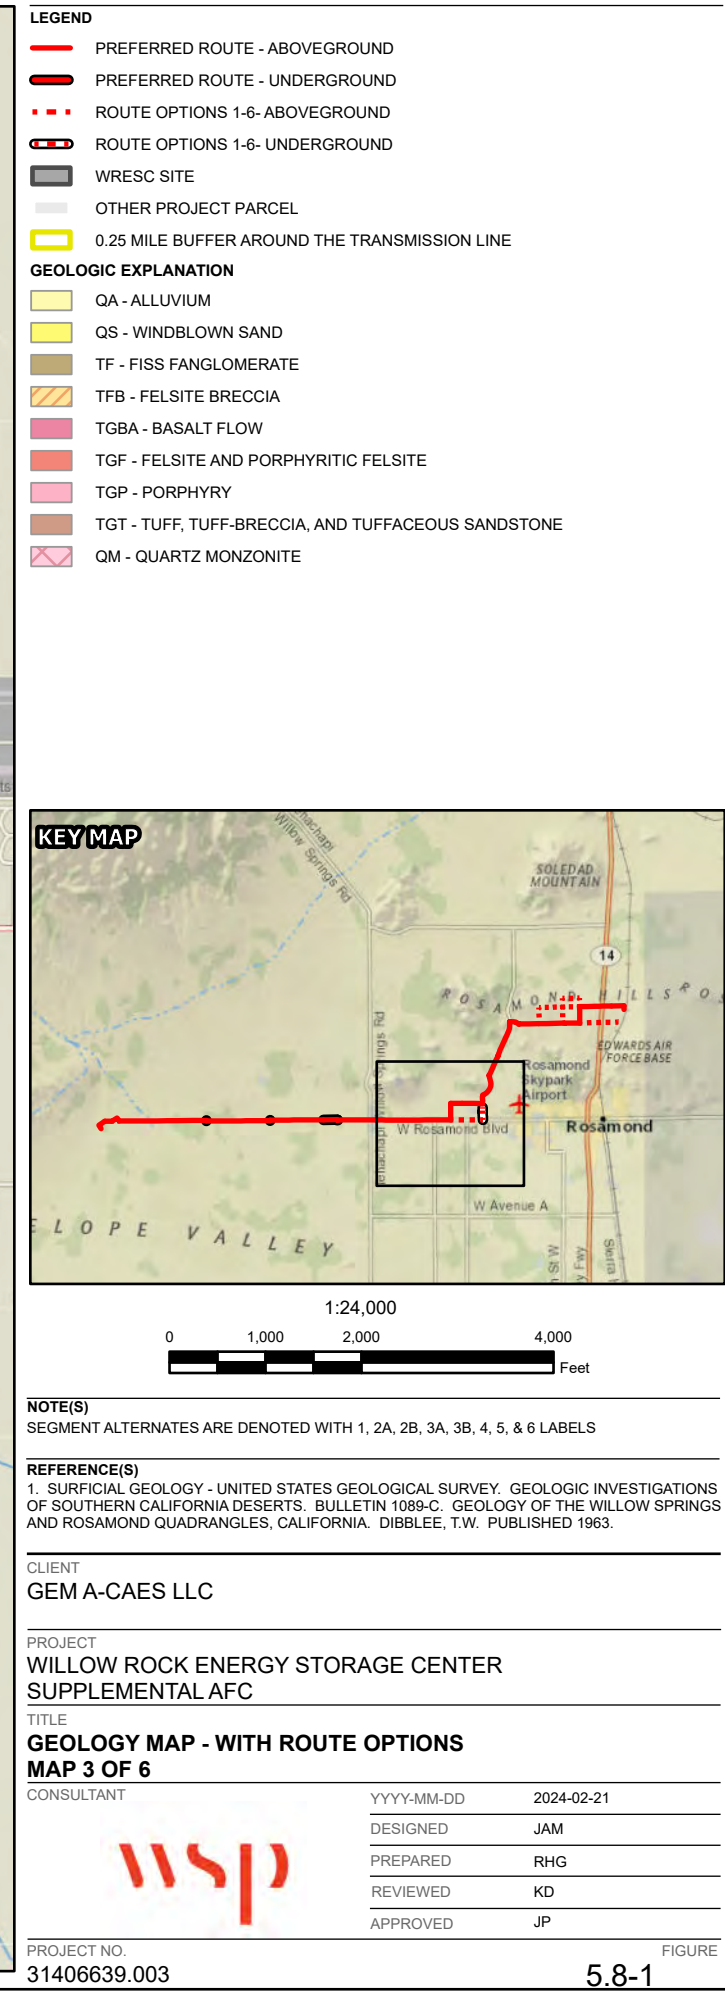 LEGEND
PREFERRED ROUTE - ABOVEGROUND
PREFERRED ROUTE - UNDERGROUND
ROUTE OPTIONS 1-6- ABOVEGROUND
ROUTE OPTIONS 1-6- UNDERGROUND
WRESC SITE
OTHER PROJECT PARCEL
0.25 MILE BUFFER AROUND THE TRANSMISSION LINE
GEOLOGIC EXPLANATION
QA - ALLUVIUM
QS - WINDBLOWN SAND
TF - FISS FANGLOMERATE
TFB - FELSITE BRECCIA
TGBA - BASALT FLOW
TGF - FELSITE AND PORPHYRITIC FELSITE
TGP - PORPHYRY
TGT - TUFF, TUFF-BRECCIA, AND TUFFACEOUS SANDSTONE
QM - QUARTZ MONZONITE
ts
KEY MAP
Willow Springs Rd
SOLEDAD
MOUNTAIN
14
ROSAMOND HILLS
ROS
EDWARDS AIR
FORCE BASE
Rosamond
Skypark
Airport
W Rosamond Blvd
Rosamond
W Avenue A
ELOPE VALLEY
St W
y Fwy
Sierra
1:24,000
0 1,000 2,000 4,000
Feet
NOTE(S)
SEGMENT ALTERNATES ARE DENOTED WITH 1, 2A, 2B, 3A, 3B, 4, 5, & 6 LABELS
REFERENCE(S)
1. SURFICIAL GEOLOGY - UNITED STATES GEOLOGICAL SURVEY. GEOLOGIC INVESTIGATIONS
OF SOUTHERN CALIFORNIA DESERTS. BULLETIN 1089-C. GEOLOGY OF THE WILLOW SPRINGS
AND ROSAMOND QUADRANGLES, CALIFORNIA. DIBBLEE, T.W. PUBLISHED 1963.
CLIENT
GEM A-CAES LLC
PROJECT
WILLOW ROCK ENERGY STORAGE CENTER
SUPPLEMENTAL AFC
TITLE
GEOLOGY MAP - WITH ROUTE OPTIONS
MAP 3 OF 6
CONSULTANT
wsp
YYYY-MM-DD 2024-02-21
DESIGNED JAM
PREPARED RHG
REVIEWED KD
APPROVED JP
PROJECT NO.
31406639.003
FIGURE
5.8-1